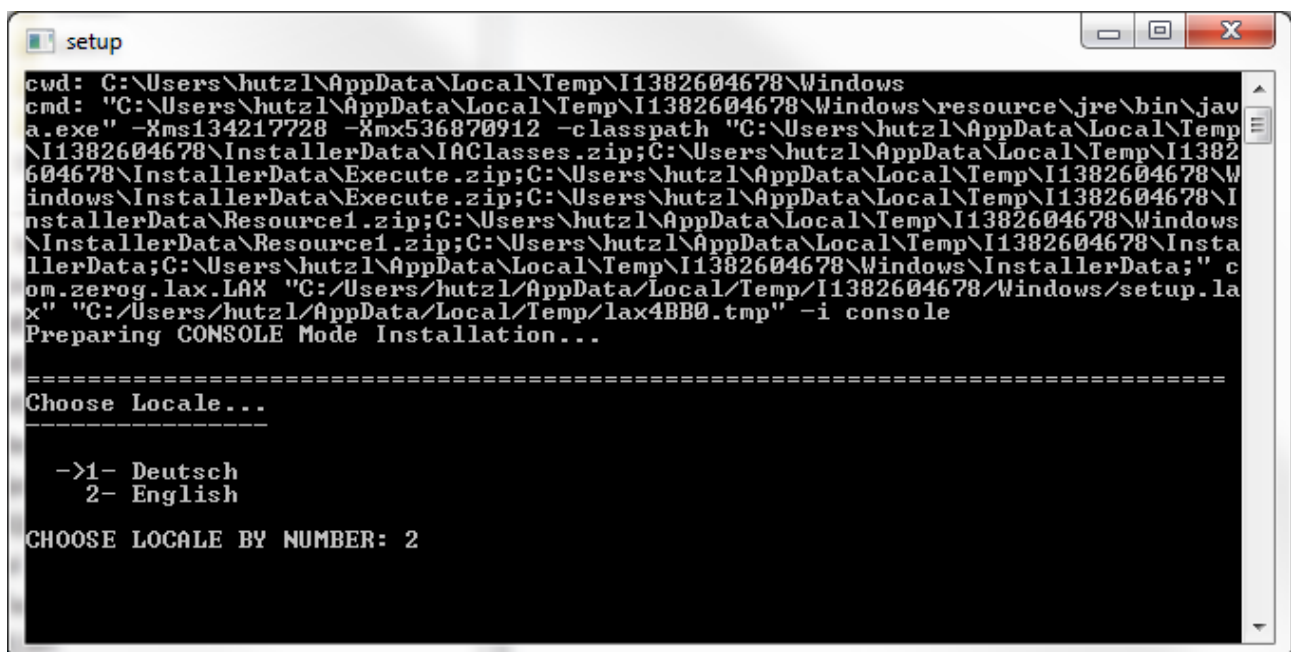 setup
cwd: C:\Users\hutzl\AppData\Local\Temp\I1382604678\Windows
cmd: "C:\Users\hutzl\AppData\Local\Temp\I1382604678\Windows\resource\jre\bin\jav
a.exe" -Xms134217728 -Xmx536870912 -classpath "C:\Users\hutzl\AppData\Local\Temp
\I1382604678\InstallerData\IAClasses.zip;C:\Users\hutzl\AppData\Local\Temp\I1382
604678\InstallerData\Execute.zip;C:\Users\hutzl\AppData\Local\Temp\I1382604678\W
indows\InstallerData\Execute.zip;C:\Users\hutzl\AppData\Local\Temp\I1382604678\I
nstallerData\Resource1.zip;C:\Users\hutzl\AppData\Local\Temp\I1382604678\Windows
\InstallerData\Resource1.zip;C:\Users\hutzl\AppData\Local\Temp\I1382604678\Insta
llerData;C:\Users\hutzl\AppData\Local\Temp\I1382604678\Windows\InstallerData;" c
om.zerog.lax.LAX "C:/Users/hutzl/AppData/Local/Temp/I1382604678/Windows/setup.la
x" "C:/Users/hutzl/AppData/Local/Temp/lax4BB0.tmp" -i console
Preparing CONSOLE Mode Installation...
===============================================================================
Choose Locale...
----------------
->1- Deutsch
2- English
CHOOSE LOCALE BY NUMBER: 2